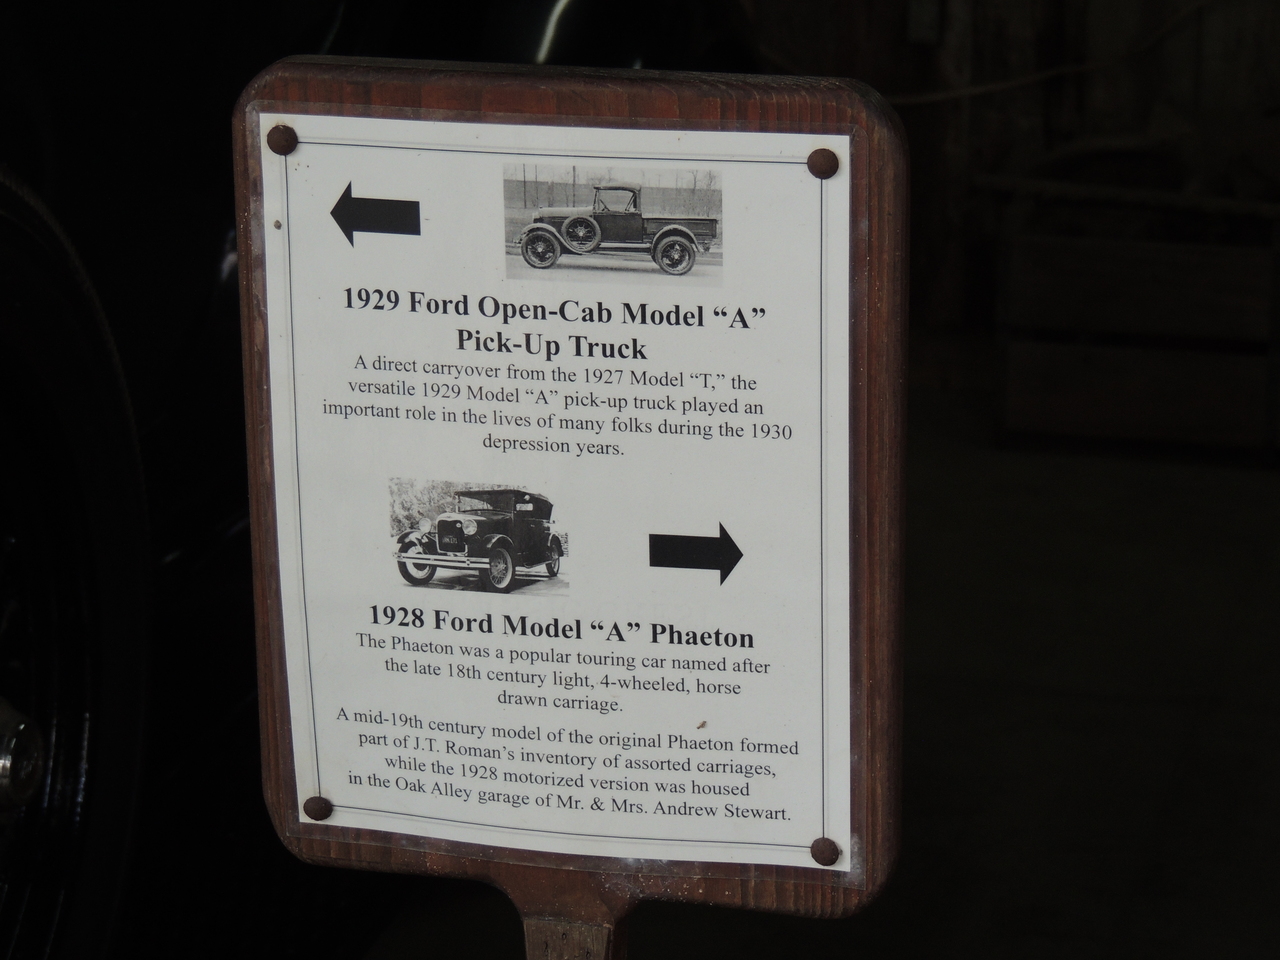 1929 Ford Open-Cab Model “A”
Pick-Up Truck
A direct carryover from the 1927 Model “T,” the
versatile 1929 Model “A” pick-up truck played an
important role in the lives of many folks during the 1930
depression years.
1928 Ford Model “A” Phaeton
The Phaeton was a popular touring car named after
the late 18th century light, 4-wheeled, horse
drawn carriage.
A mid-19th century model of the original Phaeton formed
part of J.T. Roman’s inventory of assorted carriages,
while the 1928 motorized version was housed
in the Oak Alley garage of Mr. & Mrs. Andrew Stewart.